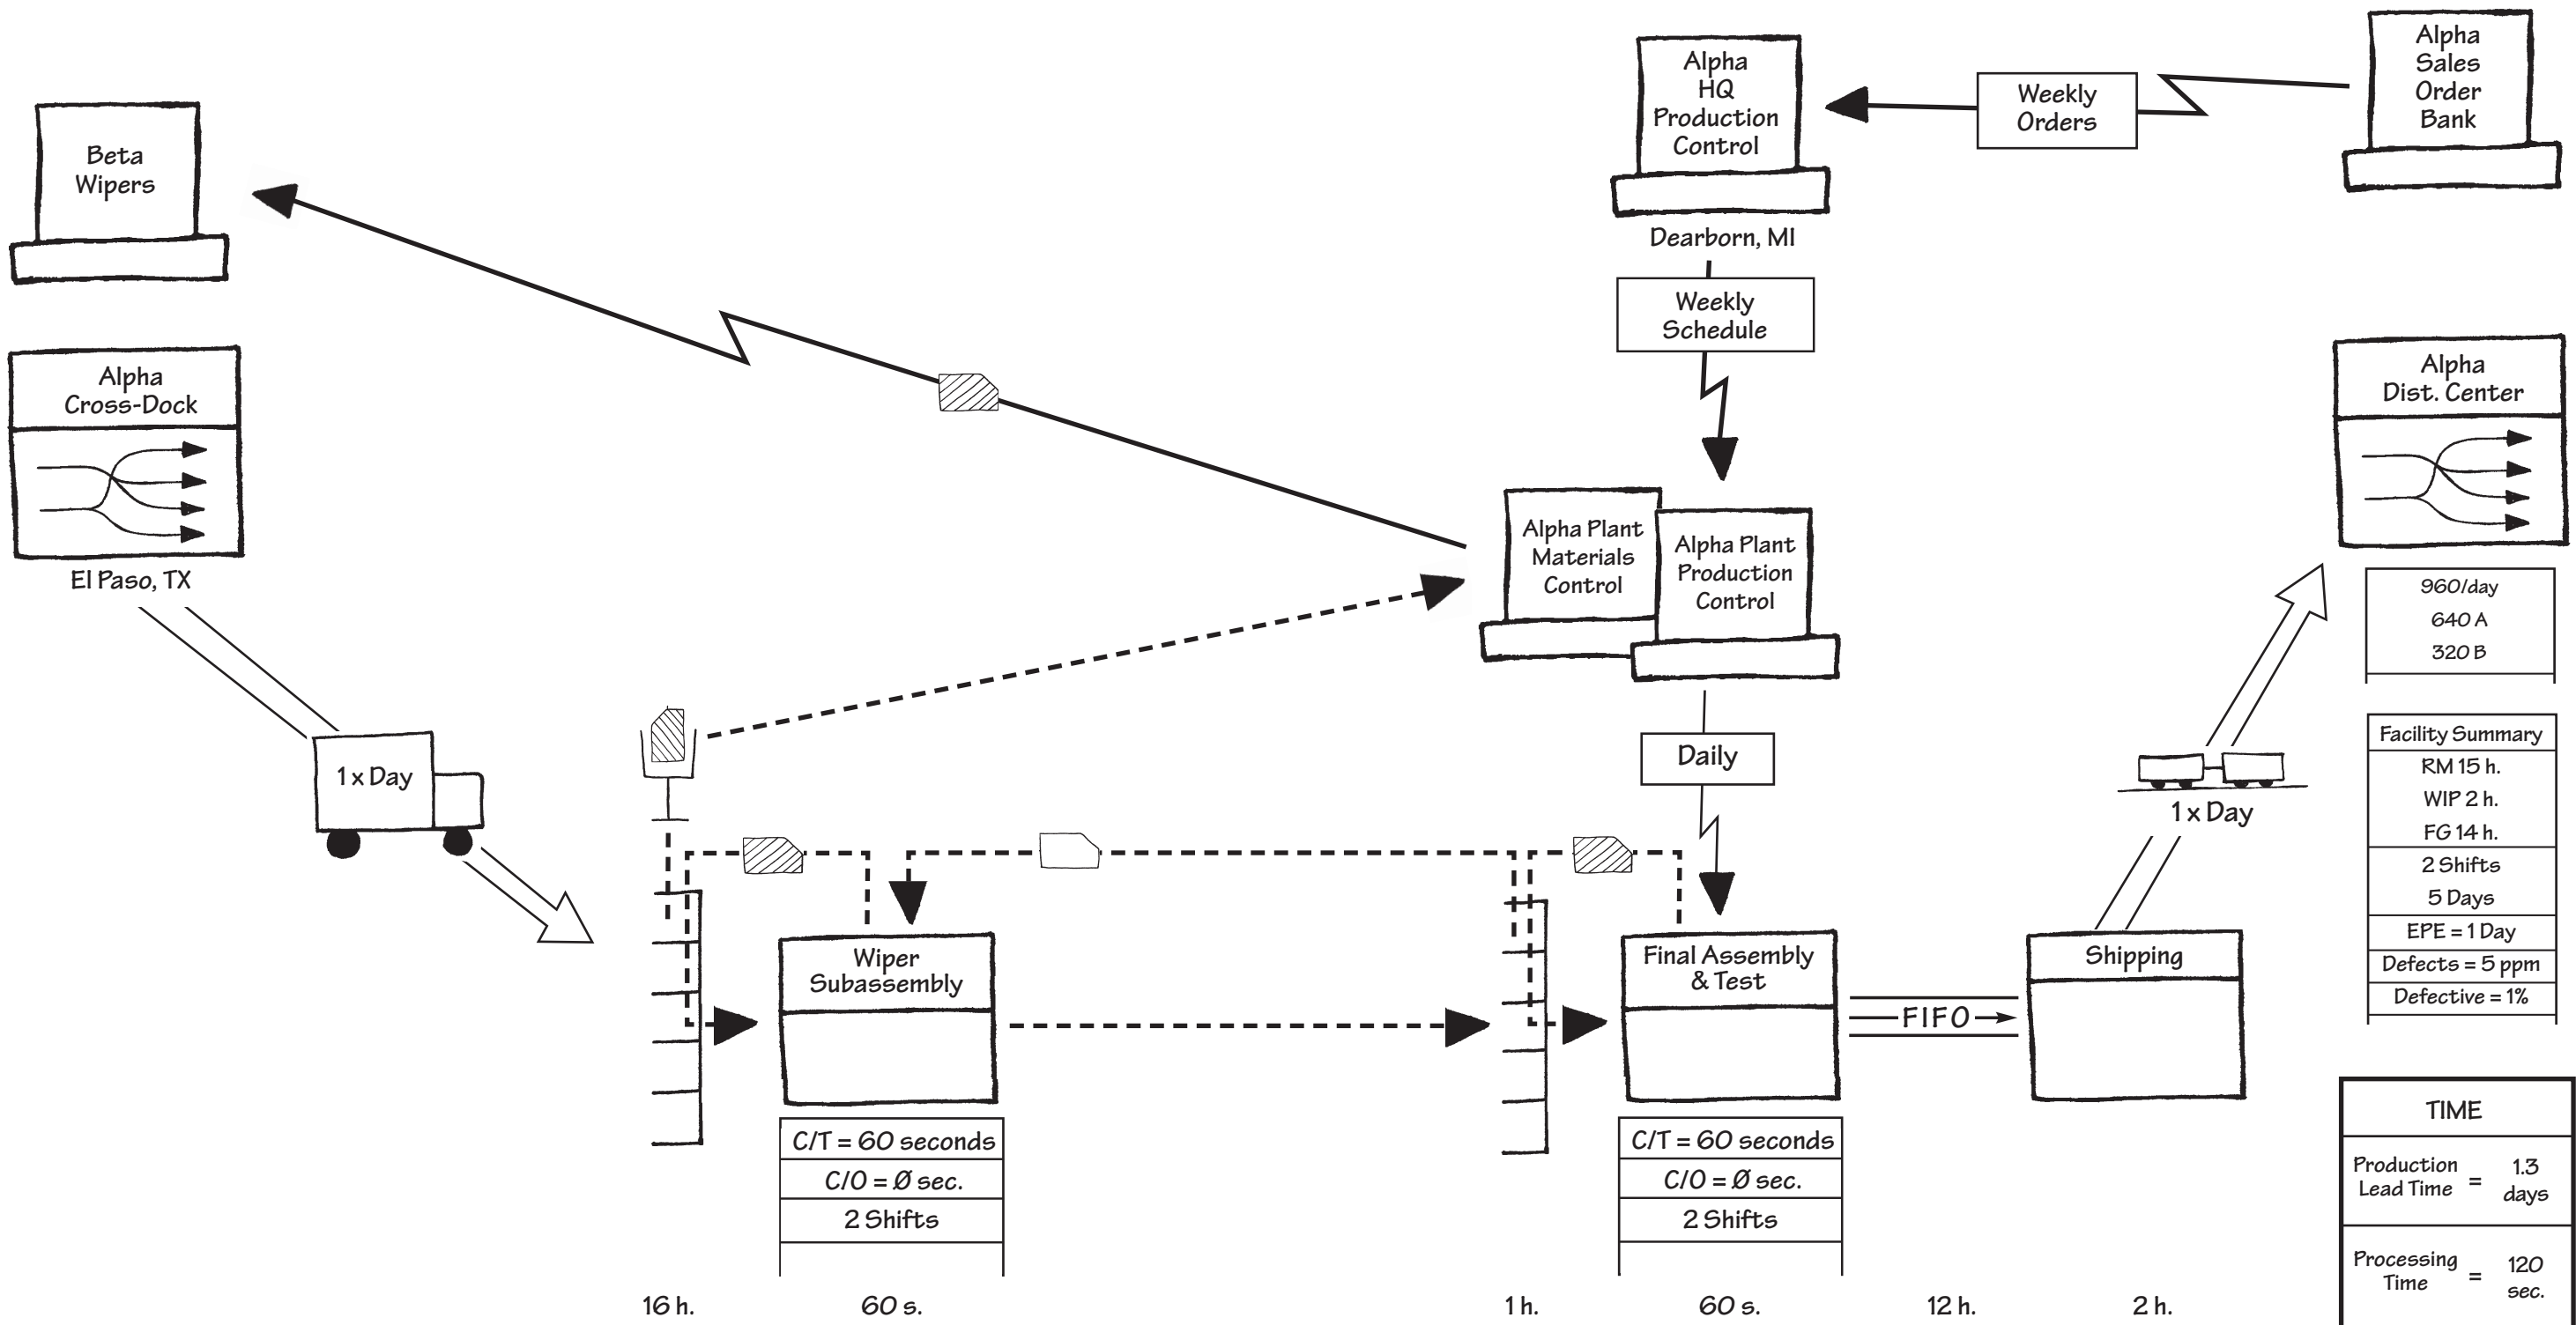 Beta
Wipers
Alpha
HQ
Production
Control
Dearborn, MI
Weekly
Orders
Alpha
Sales
Order
Bank
Weekly
Schedule
Alpha
Cross-Dock
El Paso, TX
Alpha Plant
Materials
Control
Alpha Plant
Production
Control
Alpha
Dist. Center
960/day
640 A
320 B
1 x Day
Daily
1 x Day
Facility Summary
RM 15 h.
WIP 2 h.
FG 14 h.
2 Shifts
5 Days
EPE = 1 Day
Defects = 5 ppm
Defective = 1%
Wiper
Subassembly
Final Assembly
& Test
FIFO
Shipping
C/T = 60 seconds
C/O = Ø sec.
2 Shifts
C/T = 60 seconds
C/O = Ø sec.
2 Shifts
TIME
Production
Lead Time = 1.3
days
Processing
Time = 120
sec.
16 h. 60 s. 1 h. 60 s. 12 h. 2 h.